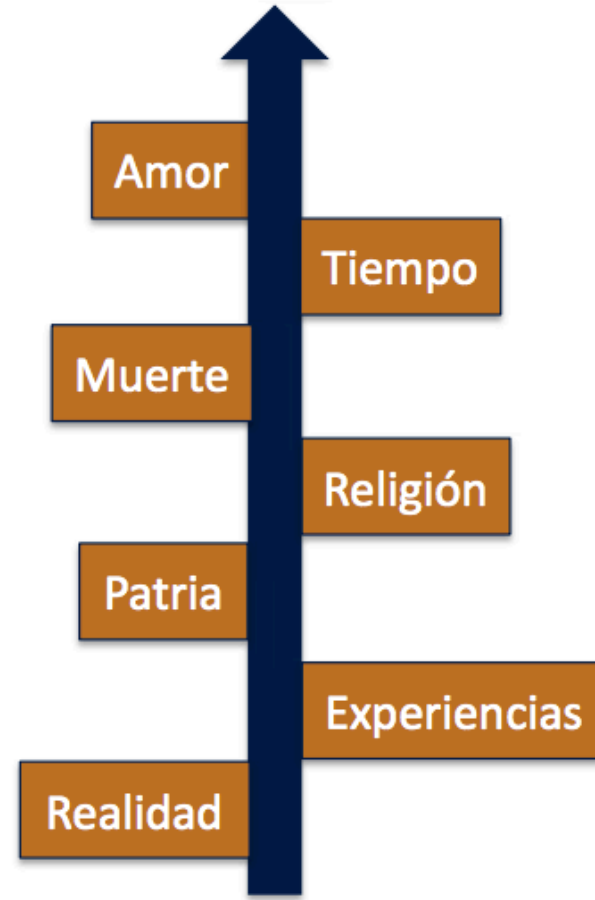 Amor
Tiempo
Muerte
Religión
Patria
Experiencias
Realidad